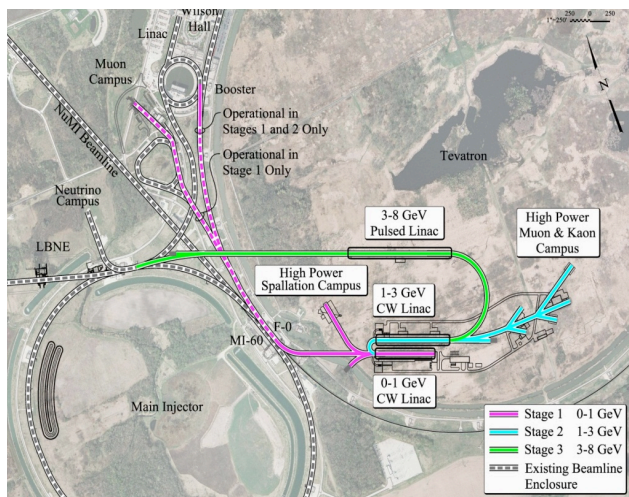 Wilson
Hall
Linac
Muon
Campus
Booster
NuMI Beamline
Operational in
Stages 1 and 2 Only
Operational in
Stage 1 Only
Neutrino
Campus
LBNE
Tevatron
3-8 GeV
Pulsed Linac
High Power
Muon & Kaon
Campus
High Power
Spallation Campus
1-3 GeV
CW Linac
F-0
MI-60
0-1 GeV
CW Linac
Main Injector
Stage 1 0-1 GeV
Stage 2 1-3 GeV
Stage 3 3-8 GeV
Existing Beamline
Enclosure
250 0 250
1"=250'
N